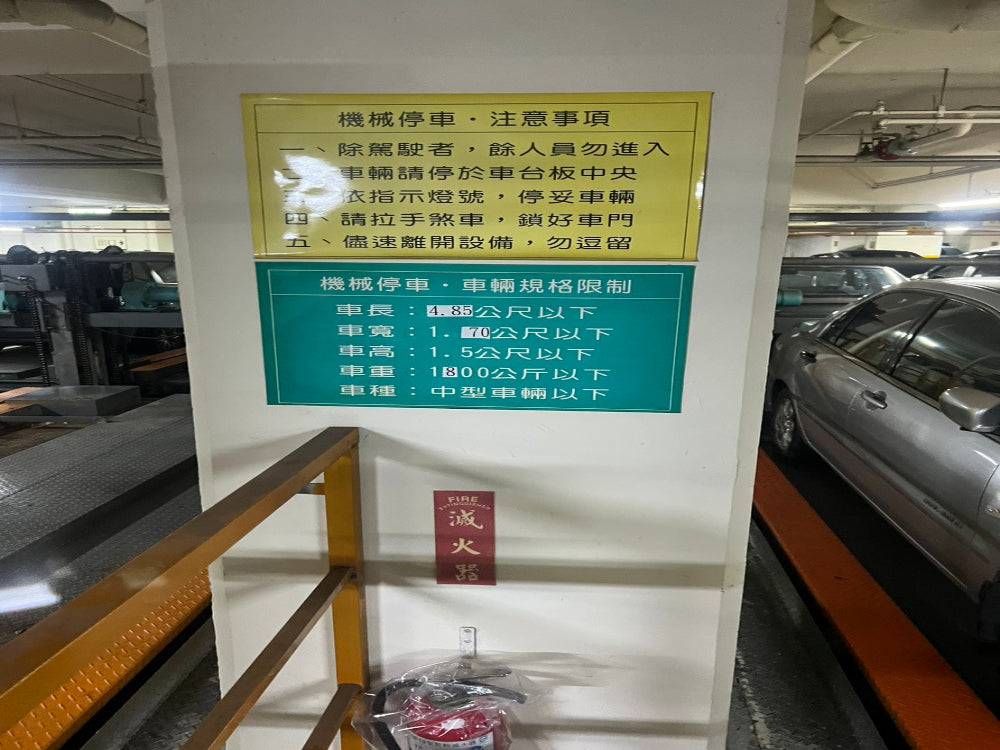 機械停車・注意事項
一、除駕駛者，餘人員勿進入
二、車輛請停於車台板中央
三、依指示燈號，停妥車輛
四、請拉手煞車，鎖好車門
五、儘速離開設備，勿逗留
機械停車・車輛規格限制
車長：4.85公尺以下
車寬：1.70公尺以下
車高：1.5公尺以下
車重：1800公斤以下
車種：中型車輛以下
FIRE
EXTINGUISHER
滅火器